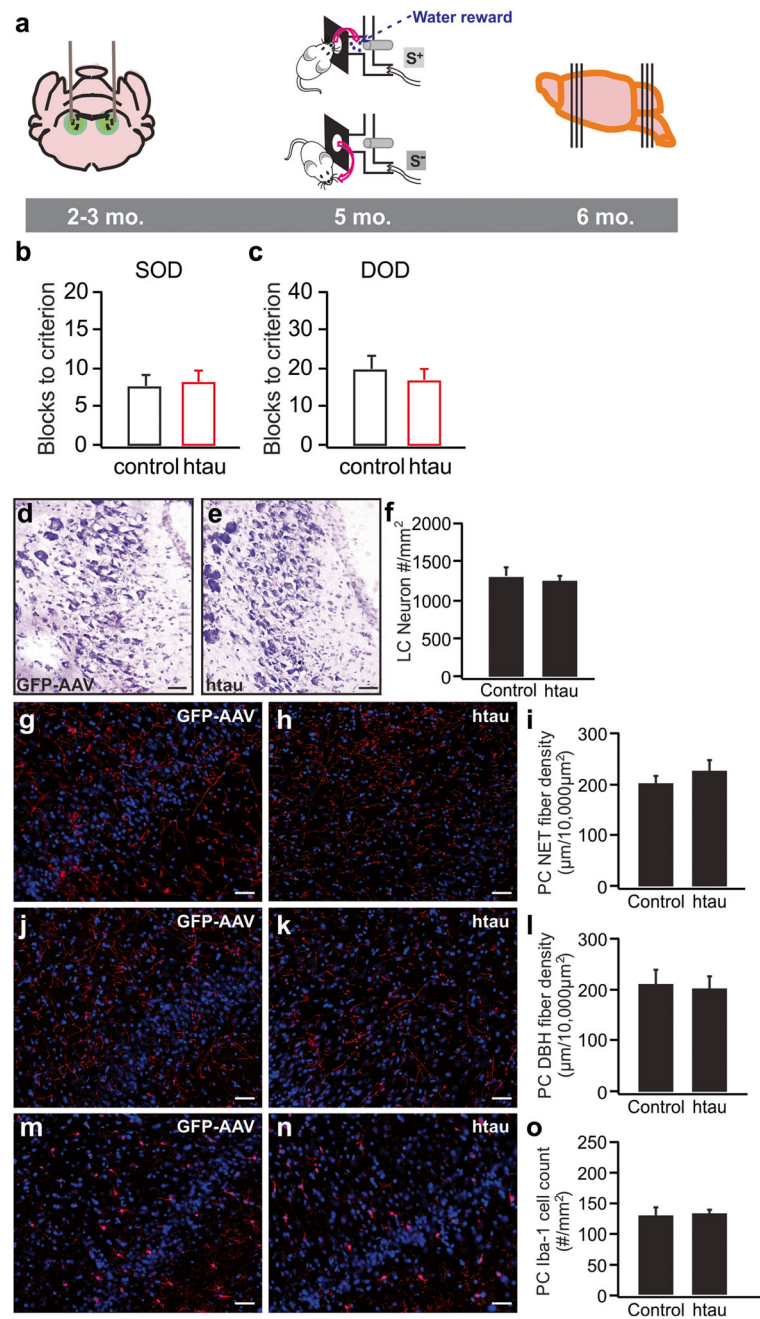 a
Water reward
S+
S-
2-3 mo. 5 mo. 6 mo.
b
SOD
Blocks to criterion
20
15
10
5
0
control htau
c
DOD
Blocks to criterion
40
30
20
10
0
control htau
d
GFP-AAV
e
htau
f
LC Neuron #/mm²
2000
1500
1000
500
0
Control htau
g
GFP-AAV
h
htau
i
PC NET fiber density
(µm/10,000µm²)
300
200
100
0
Control htau
j
GFP-AAV
k
htau
l
PC DBH fiber density
(µm/10,000µm²)
300
200
100
0
Control htau
m
GFP-AAV
n
htau
o
PC Iba-1 cell count
(#/mm²)
250
200
150
100
50
0
Control htau